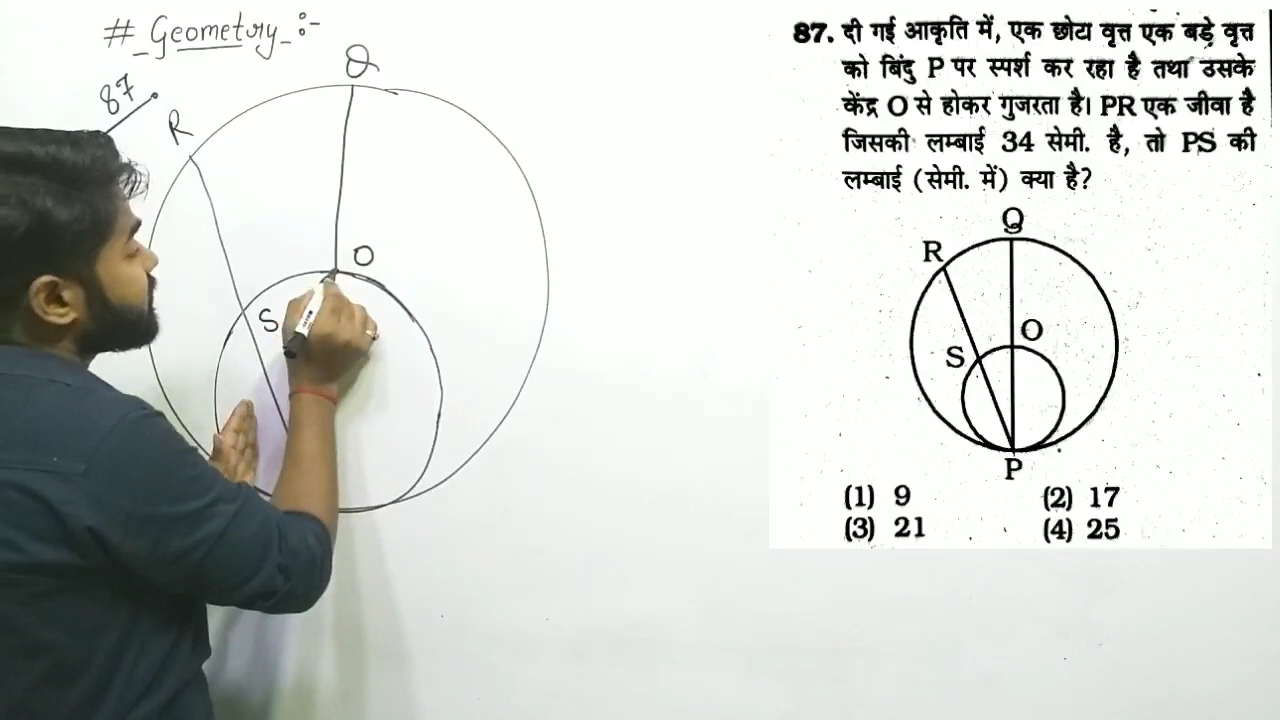 # Geometry :-
87
Q
R
O
S
87. दी गई आकृति में, एक छोटा वृत्त एक बड़े वृत्त
को बिंदु P पर स्पर्श कर रहा है तथा उसके
केंद्र O से होकर गुजरता है। PR एक जीवा है
जिसकी लम्बाई 34 सेमी. है, तो PS की
लम्बाई (सेमी. में) क्या है?
Q
R
O
S
P
(1) 9 (2) 17
(3) 21 (4) 25